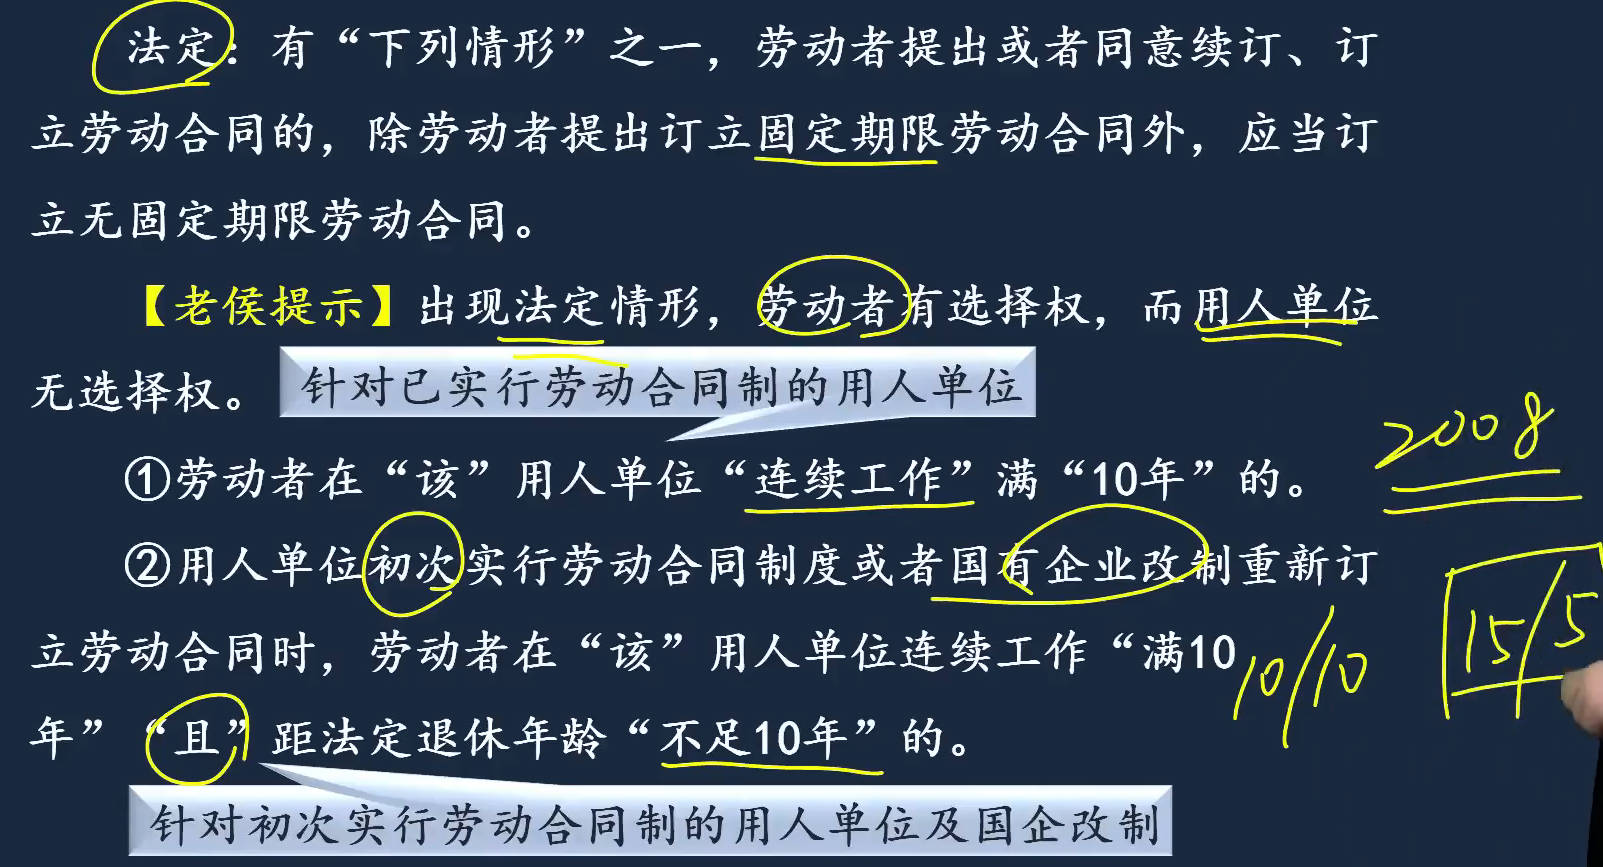 法定：有“下列情形”之一，劳动者提出或者同意续订、订
立劳动合同的，除劳动者提出订立固定期限劳动合同外，应当订
立无固定期限劳动合同。
【老侯提示】出现法定情形，劳动者有选择权，而用人单位
无选择权。
针对已实行劳动合同制的用人单位
2008
①劳动者在“该”用人单位“连续工作”满“10年”的。
②用人单位初次实行劳动合同制度或者国有企业改制重新订
立劳动合同时，劳动者在“该”用人单位连续工作“满10
10/10
15/5
年”“且”距法定退休年龄“不足10年”的。
针对初次实行劳动合同制的用人单位及国企改制